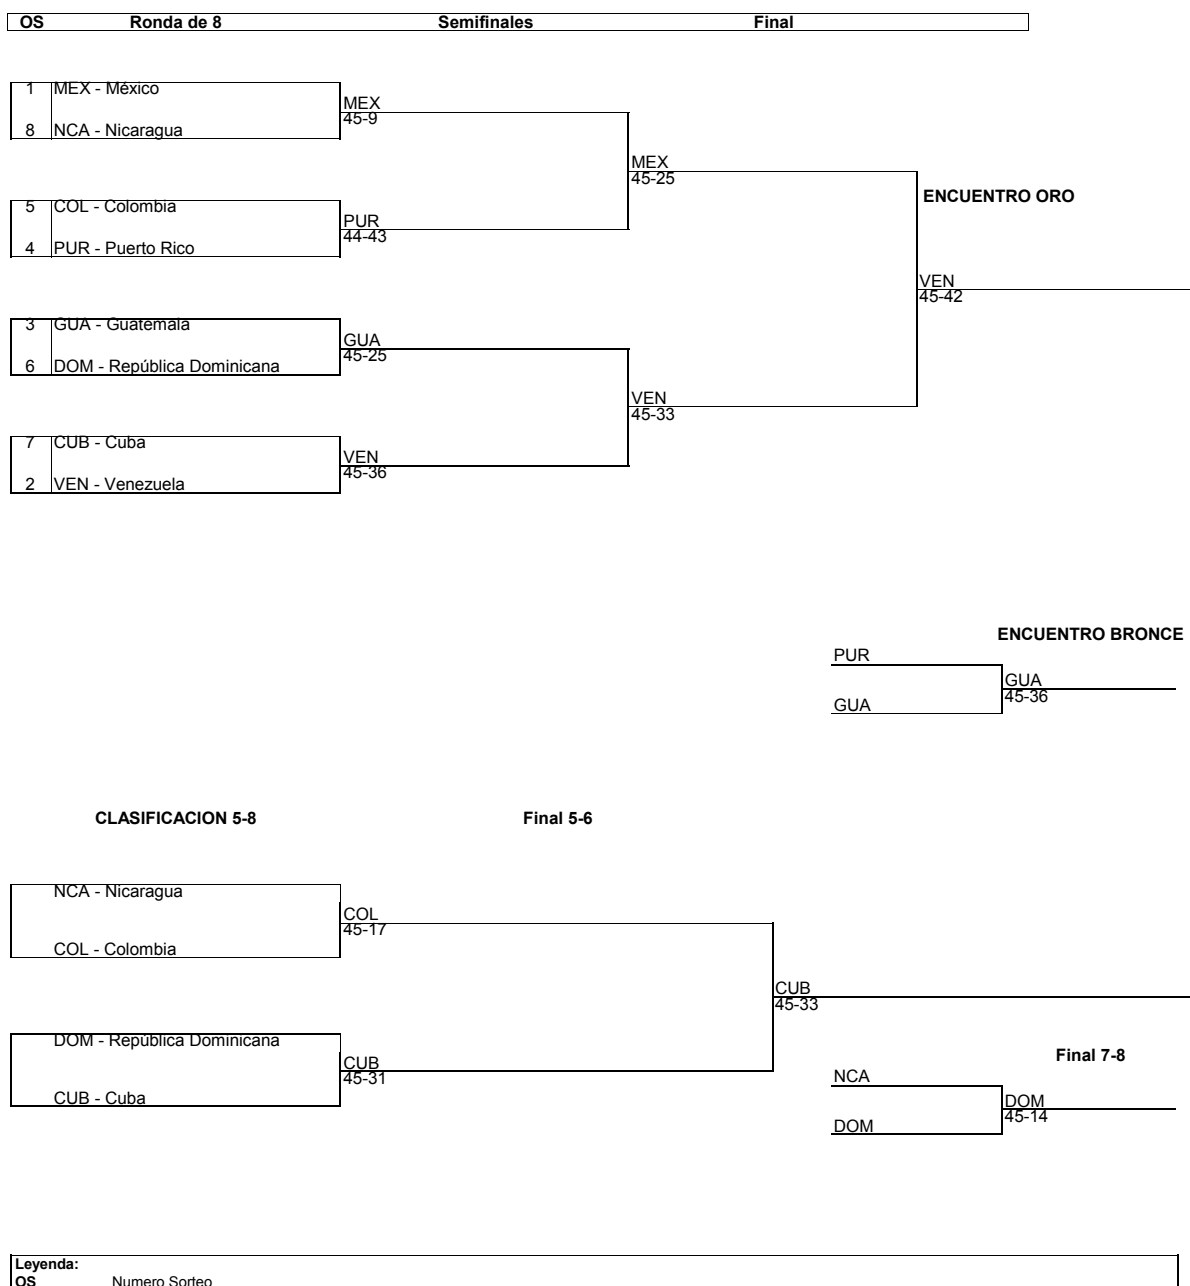 OS Ronda de 8 Semifinales Final
1 MEX - México
MEX
45-9
8 NCA - Nicaragua
MEX
45-25
5 COL - Colombia
ENCUENTRO ORO
PUR
44-43
4 PUR - Puerto Rico
VEN
45-42
3 GUA - Guatemala
GUA
45-25
6 DOM - República Dominicana
VEN
45-33
7 CUB - Cuba
VEN
45-36
2 VEN - Venezuela
ENCUENTRO BRONCE
PUR
GUA
45-36
GUA
CLASIFICACION 5-8 Final 5-6
NCA - Nicaragua
COL
45-17
COL - Colombia
CUB
45-33
DOM - República Dominicana
Final 7-8
CUB
45-31
NCA
CUB - Cuba
DOM
45-14
DOM
Leyenda:
OS Numero Sorteo